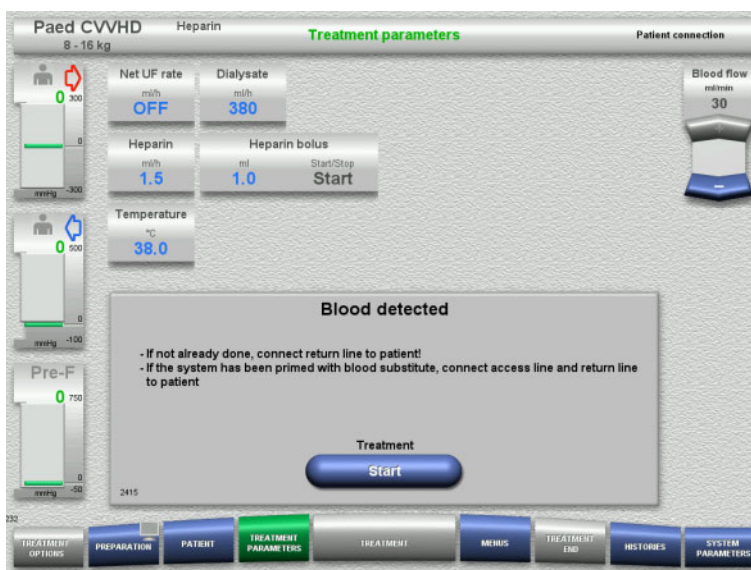 Paed CVVHD
Heparin
8 - 16 kg
Treatment parameters
Patient connection
0
300
0
-300
mmHg
Net UF rate
ml/h
OFF
Dialysate
ml/h
380
Blood flow
ml/min
30
+
-
Heparin
ml/h
1.5
Heparin bolus
ml
1.0
Start/Stop
Start
0
500
0
-100
mmHg
Temperature
°C
38.0
Pre-F
0
750
0
-50
mmHg
Blood detected
- If not already done, connect return line to patient!
- If the system has been primed with blood substitute, connect access line and return line
to patient
Treatment
Start
2415
232
TREATMENT
OPTIONS
PREPARATION
PATIENT
TREATMENT
PARAMETERS
TREATMENT
MENUS
TREATMENT
END
HISTORIES
SYSTEM
PARAMETERS